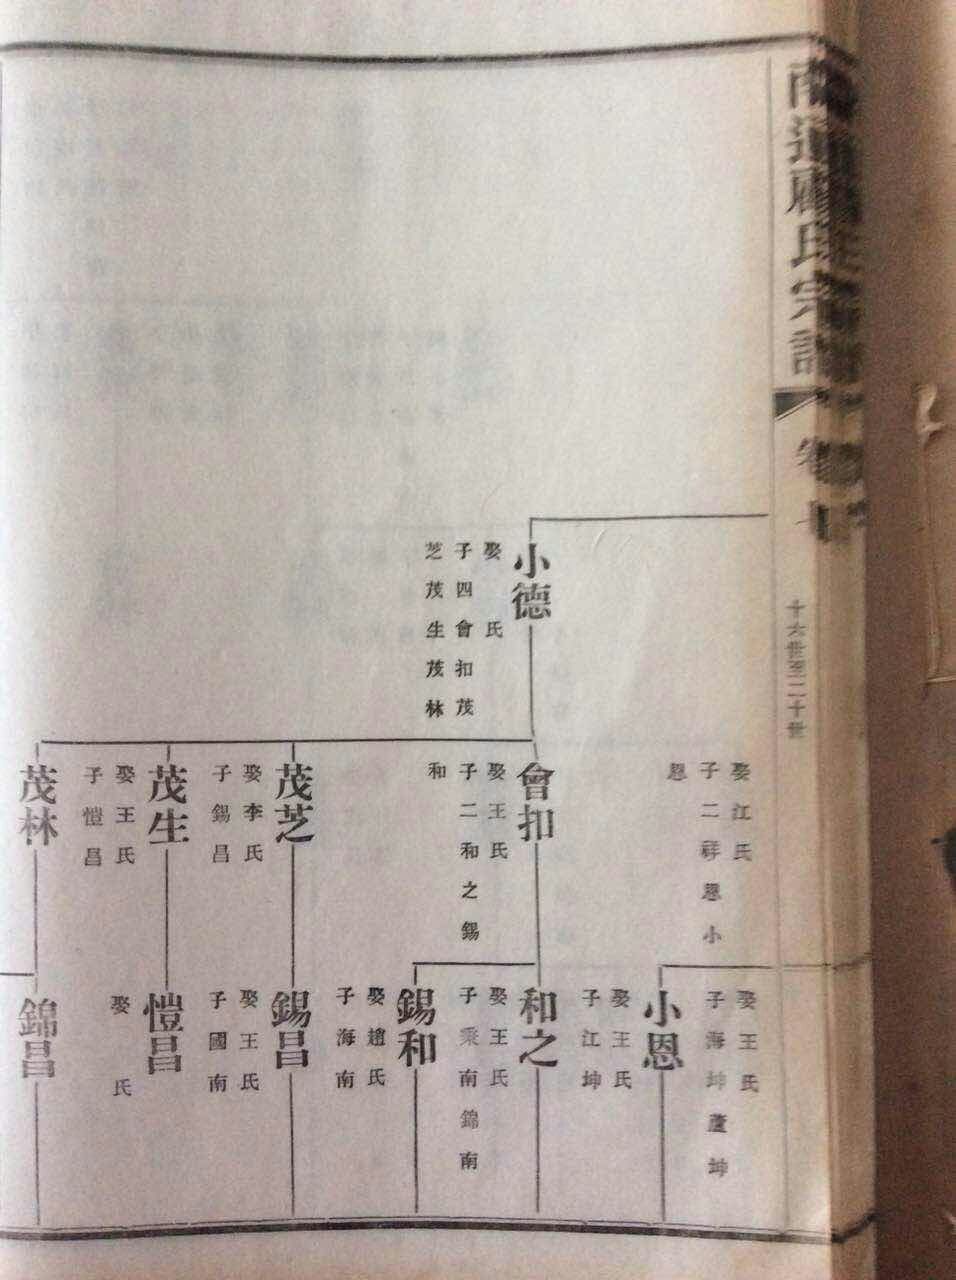 南通顧氏宗譜
卷十
十六世至二十世
小德
娶　氏
子四會扣茂
芝茂生茂林
娶江氏
子二祥恩小
恩
會扣
娶王氏
子二和之錫
和
茂芝
娶李氏
子錫昌
茂生
娶王氏
子愷昌
茂林
娶王氏
子海坤蘆坤
小恩
娶王氏
子江坤
和之
娶王氏
子秉南錦南
錫和
娶趙氏
子海南
錫昌
娶王氏
子國南
愷昌
娶　氏
錦昌